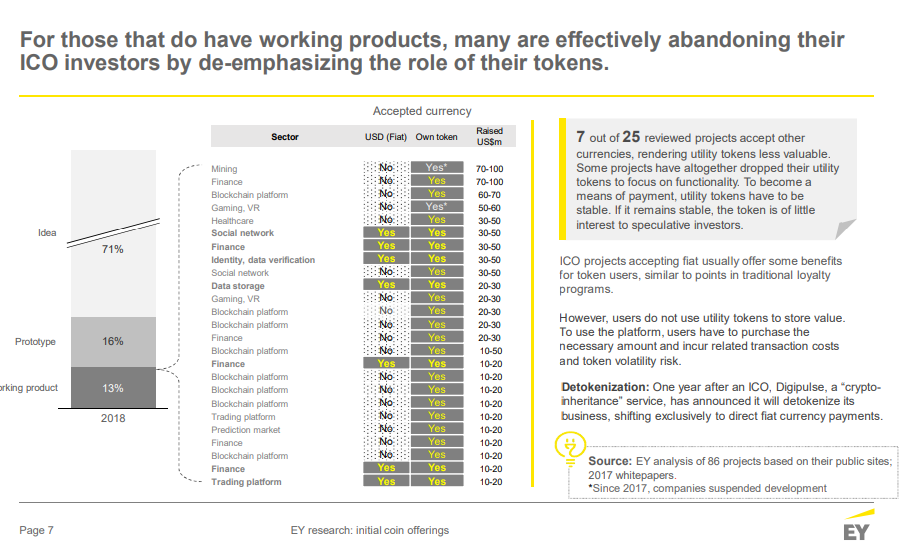 For those that do have working products, many are effectively abandoning their
ICO investors by de-emphasizing the role of their tokens.
Accepted currency
Sector USD (Fiat) Own token Raised US$m
Mining No Yes* 70-100
Finance No Yes 70-100
Blockchain platform No Yes 60-70
Gaming, VR No Yes* 50-60
Healthcare No Yes 30-50
Social network Yes Yes 30-50
Finance Yes Yes 30-50
Identity, data verification Yes Yes 30-50
Social network No Yes 30-50
Data storage Yes Yes 20-30
Gaming, VR No Yes 20-30
Blockchain platform No Yes 20-30
Blockchain platform No Yes 20-30
Finance No Yes 20-30
Blockchain platform No Yes 10-50
Finance Yes Yes 10-20
Blockchain platform No Yes 10-20
Blockchain platform No Yes 10-20
Blockchain platform No Yes 10-20
Trading platform No Yes 10-20
Prediction market No Yes 10-20
Finance No Yes 10-20
Blockchain platform No Yes 10-20
Finance Yes Yes 10-20
Trading platform Yes Yes 10-20
Idea
71%
Prototype 16%
orking product 13%
2018
7 out of 25 reviewed projects accept other
currencies, rendering utility tokens less valuable.
Some projects have altogether dropped their utility
tokens to focus on functionality. To become a
means of payment, utility tokens have to be
stable. If it remains stable, the token is of little
interest to speculative investors.
ICO projects accepting fiat usually offer some benefits
for token users, similar to points in traditional loyalty
programs.
However, users do not use utility tokens to store value.
To use the platform, users have to purchase the
necessary amount and incur related transaction costs
and token volatility risk.
Detokenization: One year after an ICO, Digipulse, a “crypto-
inheritance” service, has announced it will detokenize its
business, shifting exclusively to direct fiat currency payments.
Source: EY analysis of 86 projects based on their public sites;
2017 whitepapers.
*Since 2017, companies suspended development
Page 7
EY research: initial coin offerings
EY